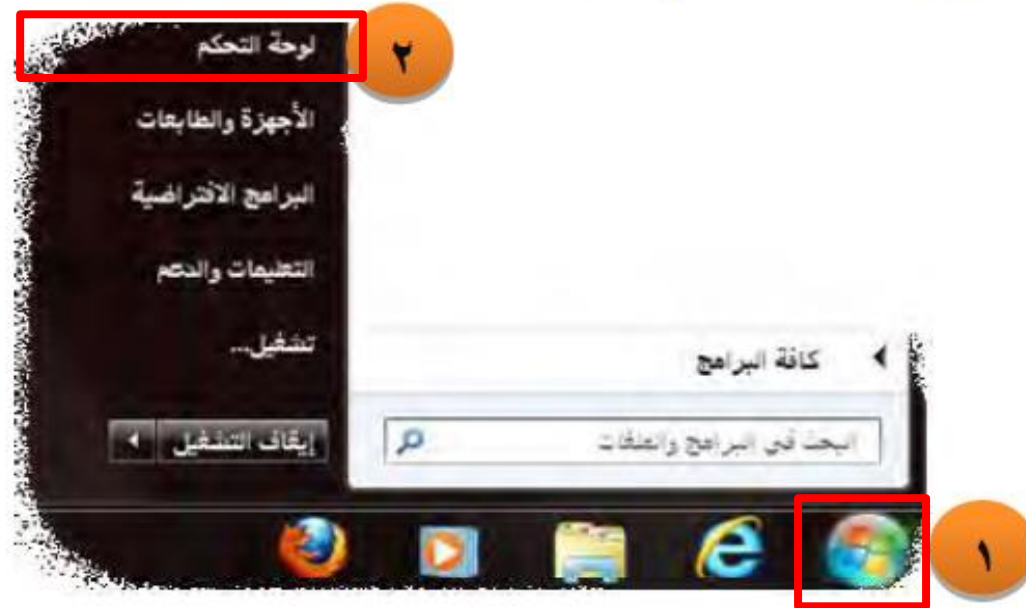 لوحة التحكم
٢
الأجهزة والطابعات
البرامج الافتراضية
التعليمات والدعم
تشغيل...
كافة البرامج
إيقاف التشغيل
البحث في البرامج والملفات
١